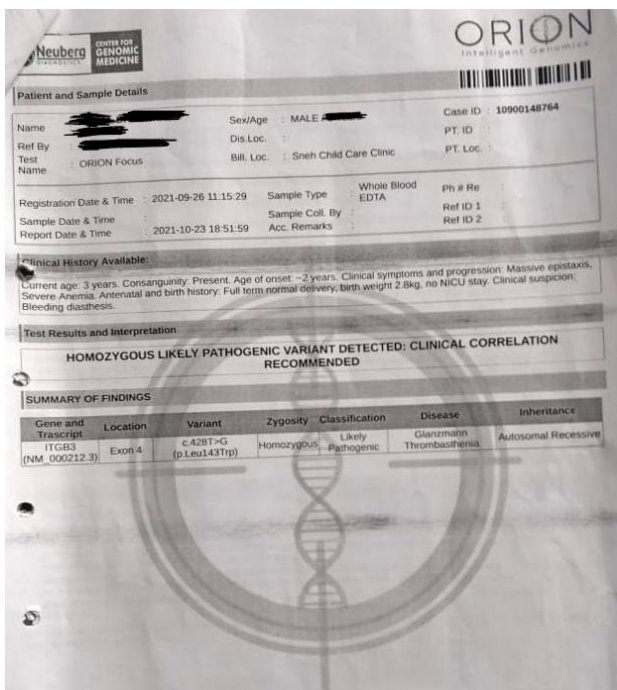 Neuberg
DIAGNOSTICS
CENTER FOR
GENOMIC
MEDICINE
ORION
Intelligent Genomics
Patient and Sample Details
Name :
Sex/Age : MALE
Case ID : 10900148764
Ref By
Dis.Loc. :
PT. ID :
Test Name : ORION Focus
Bill. Loc. : Sneh Child Care Clinic
PT. Loc. :
Registration Date & Time : 2021-09-26 11:15:29
Sample Type : Whole Blood EDTA
Ph # Re :
Sample Date & Time :
Sample Coll. By :
Ref ID 1 :
Report Date & Time : 2021-10-23 18:51:59
Acc. Remarks :
Ref ID 2 :
Clinical History Available:
Current age: 3 years. Consanguinity: Present. Age of onset: ~2 years. Clinical symptoms and progression: Massive epistaxis,
Severe Anemia. Antenatal and birth history: Full term normal delivery, birth weight 2.8kg, no NICU stay. Clinical suspicion:
Bleeding diasthesis.
Test Results and Interpretation
HOMOZYGOUS LIKELY PATHOGENIC VARIANT DETECTED: CLINICAL CORRELATION
RECOMMENDED
SUMMARY OF FINDINGS
Gene and Trascript Location Variant Zygosity Classification Disease Inheritance
ITGB3 (NM_000212.3) Exon 4 c.428T>G (p.Leu143Trp) Homozygous Likely Pathogenic Glanzmann Thrombasthenia Autosomal Recessive